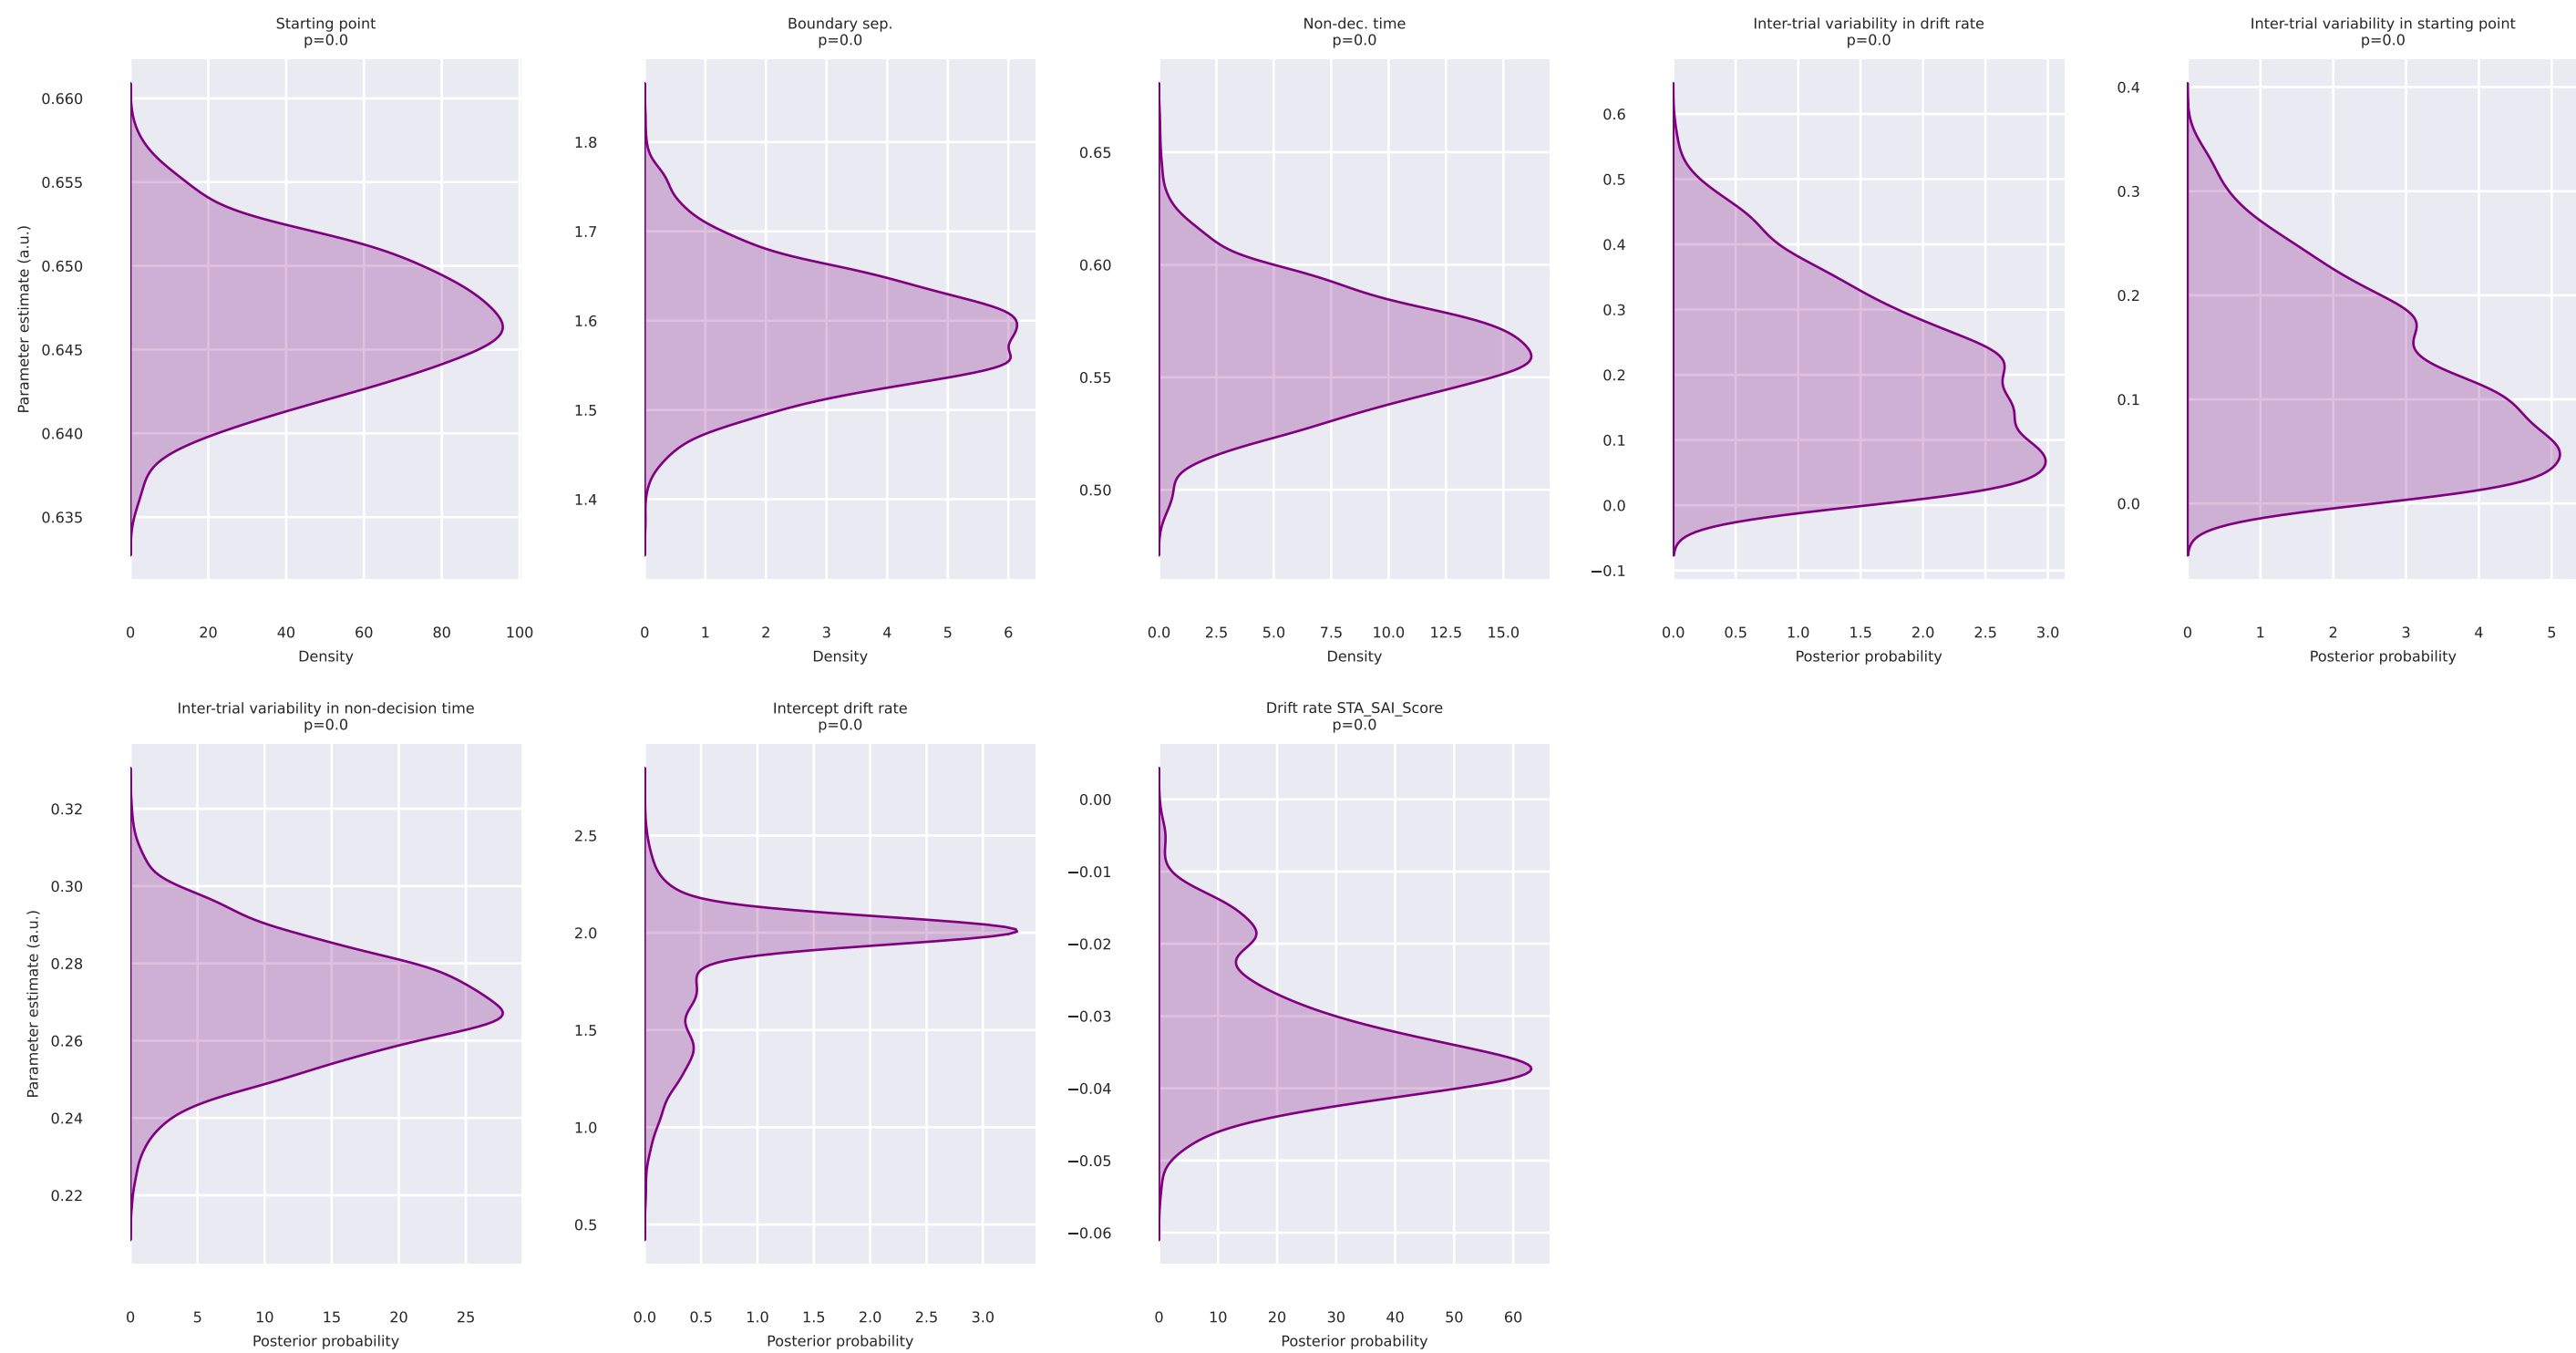 Starting point
p=0.0
Parameter estimate (a.u.)
0.660
0.655
0.650
0.645
0.640
0.635
0 20 40 60 80 100
Density
Boundary sep.
p=0.0
1.8
1.7
1.6
1.5
1.4
0 1 2 3 4 5 6
Density
Non-dec. time
p=0.0
0.65
0.60
0.55
0.50
0.0 2.5 5.0 7.5 10.0 12.5 15.0
Density
Inter-trial variability in drift rate
p=0.0
0.6
0.5
0.4
0.3
0.2
0.1
0.0
−0.1
0.0 0.5 1.0 1.5 2.0 2.5 3.0
Posterior probability
Inter-trial variability in starting point
p=0.0
0.4
0.3
0.2
0.1
0.0
0 1 2 3 4 5
Posterior probability
Inter-trial variability in non-decision time
p=0.0
Parameter estimate (a.u.)
0.32
0.30
0.28
0.26
0.24
0.22
0 5 10 15 20 25
Posterior probability
Intercept drift rate
p=0.0
2.5
2.0
1.5
1.0
0.5
0.0 0.5 1.0 1.5 2.0 2.5 3.0
Posterior probability
Drift rate STA_SAI_Score
p=0.0
0.00
−0.01
−0.02
−0.03
−0.04
−0.05
−0.06
0 10 20 30 40 50 60
Posterior probability